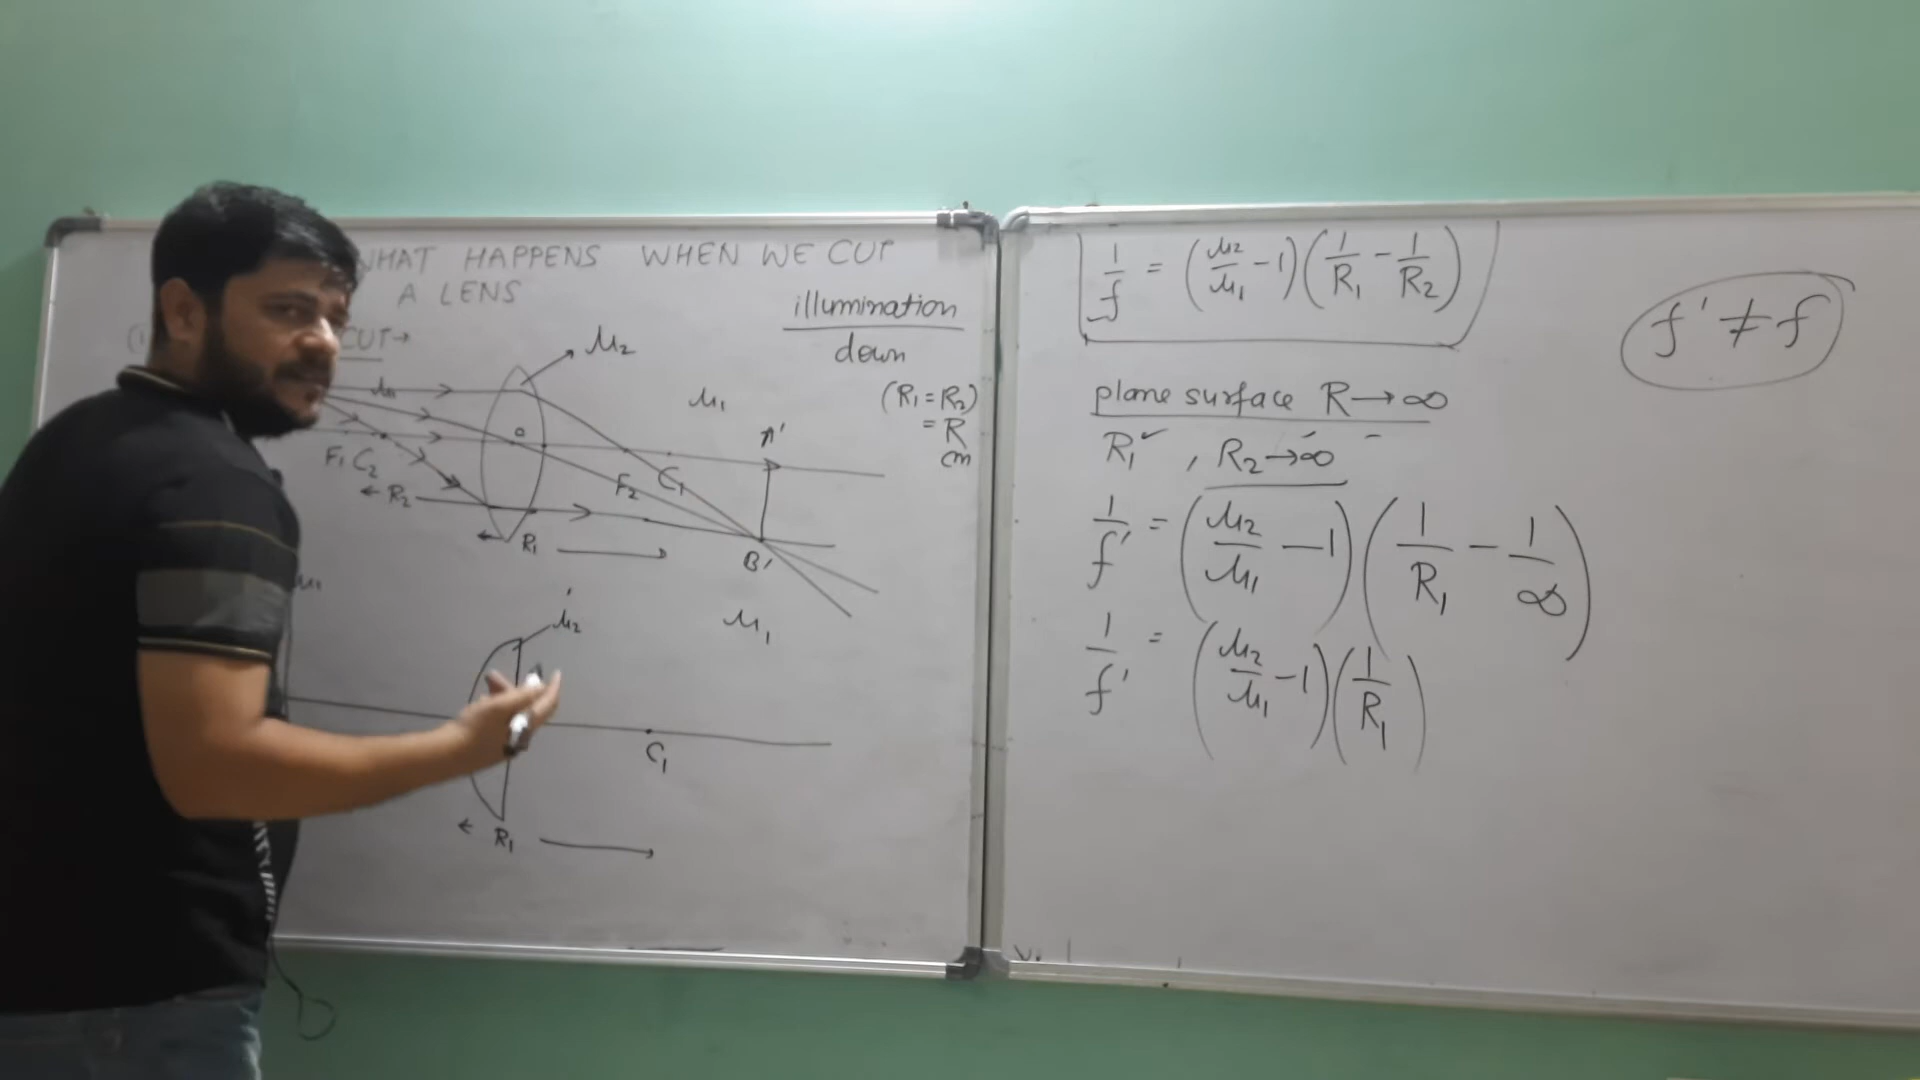 WHAT HAPPENS WHEN WE CUT
A LENS
illumination
down
CUT→
μ₂
μ₁
(R₁ = R₂)
= R
cm
A'
O
F₁ C₂
F₂
C₁
← R₂
← R₁ →
B'
μ₁
μ₂
μ₁
C₁
← R₁ →
1/f = (μ₂/μ₁ - 1)(1/R₁ - 1/R₂)
f' ≠ f
plane surface R→∞
R₁ ✓, R₂→∞
1/f' = (μ₂/μ₁ - 1)(1/R₁ - 1/∞)
1/f' = (μ₂/μ₁ - 1)(1/R₁)